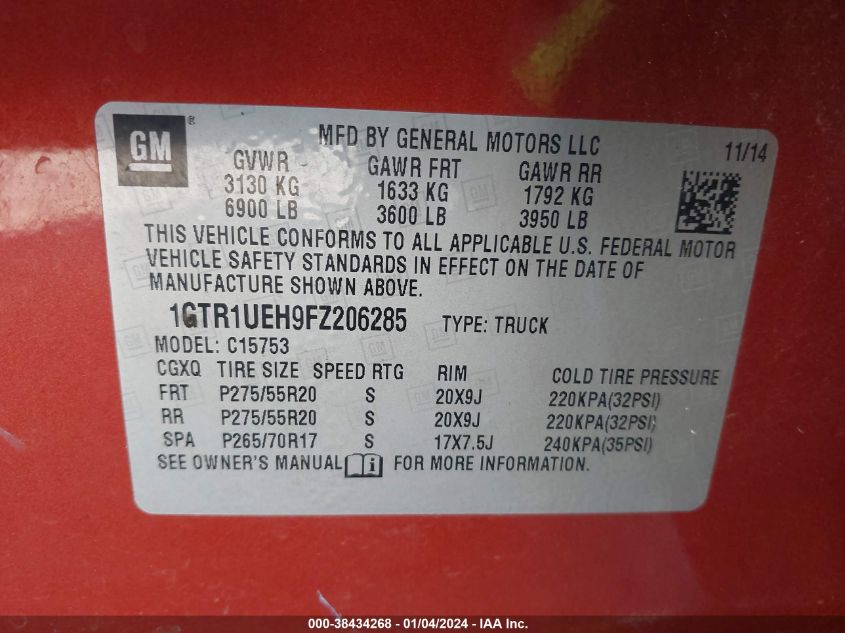 GM ®
MFD BY GENERAL MOTORS LLC
11/14
GVWR GAWR FRT GAWR RR
3130 KG 1633 KG 1792 KG
6900 LB 3600 LB 3950 LB
THIS VEHICLE CONFORMS TO ALL APPLICABLE U.S. FEDERAL MOTOR
VEHICLE SAFETY STANDARDS IN EFFECT ON THE DATE OF
MANUFACTURE SHOWN ABOVE.
1GTR1UEH9FZ206285 TYPE: TRUCK
MODEL: C15753
CGXQ TIRE SIZE SPEED RTG RIM COLD TIRE PRESSURE
FRT P275/55R20 S 20X9J 220KPA(32PSI)
RR P275/55R20 S 20X9J 220KPA(32PSI)
SPA P265/70R17 S 17X7.5J 240KPA(35PSI)
SEE OWNER'S MANUAL i FOR MORE INFORMATION.
000-38434268 - 01/04/2024 - IAA Inc.